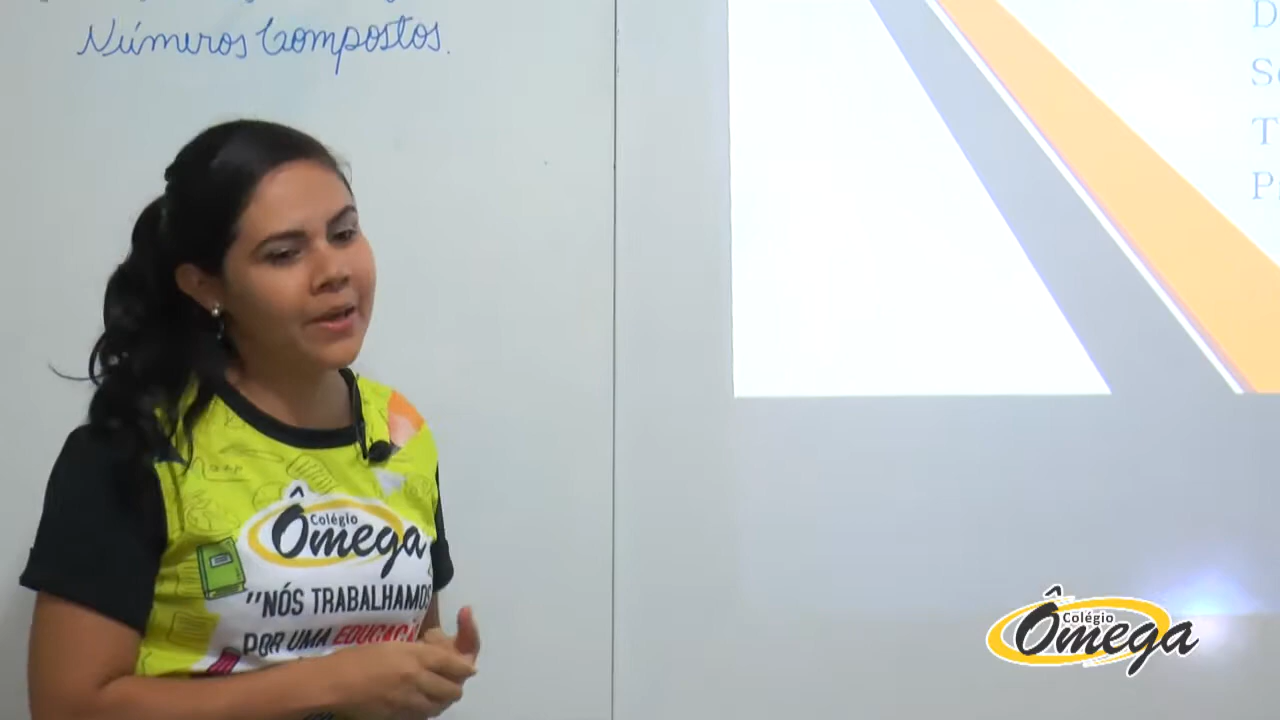 Números Compostos.
D
T
Colégio
Ômega
"NÓS TRABALHAMOS
POR UMA EDUCAÇÃ
Colégio
Ômega